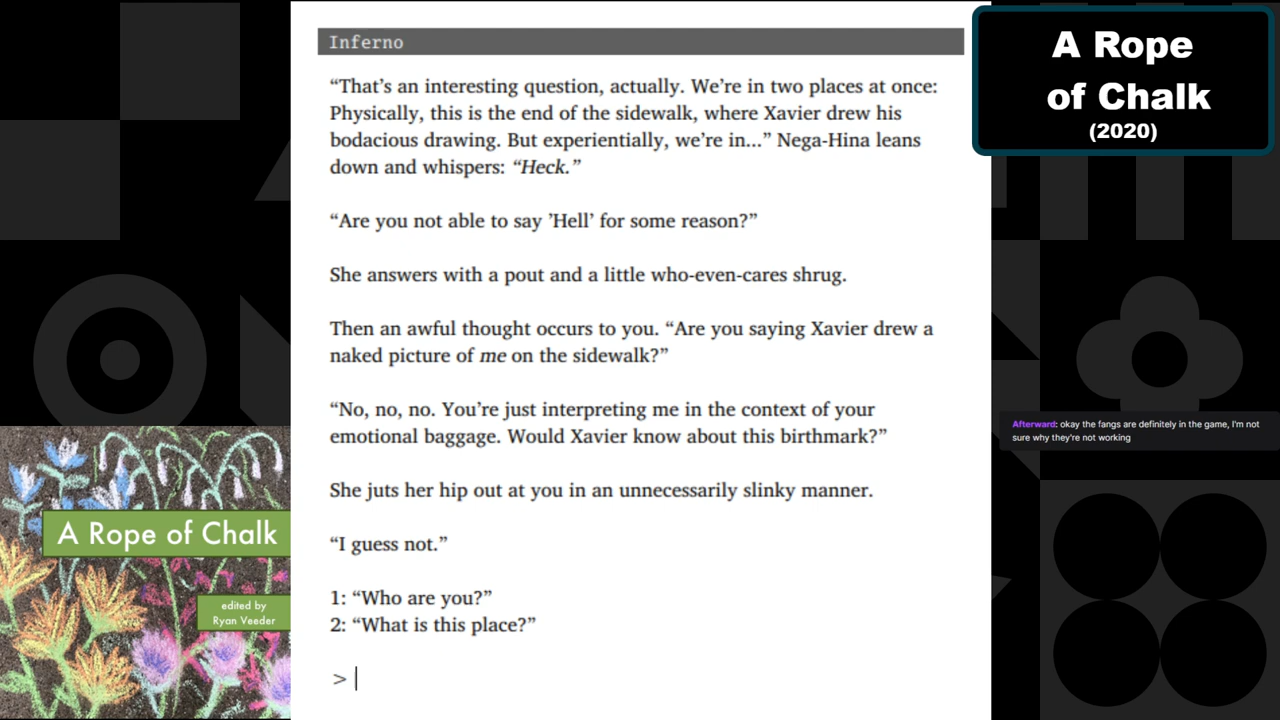 Inferno
“That’s an interesting question, actually. We’re in two places at once:
Physically, this is the end of the sidewalk, where Xavier drew his
bodacious drawing. But experientially, we’re in...” Nega-Hina leans
down and whispers: “Heck.”
“Are you not able to say ’Hell’ for some reason?”
She answers with a pout and a little who-even-cares shrug.
Then an awful thought occurs to you. “Are you saying Xavier drew a
naked picture of me on the sidewalk?”
“No, no, no. You’re just interpreting me in the context of your
emotional baggage. Would Xavier know about this birthmark?”
She juts her hip out at you in an unnecessarily slinky manner.
“I guess not.”
1: “Who are you?”
2: “What is this place?”
>
A Rope
of Chalk
(2020)
Afterward: okay the fangs are definitely in the game, I'm not
sure why they're not working
A Rope of Chalk
edited by
Ryan Veeder